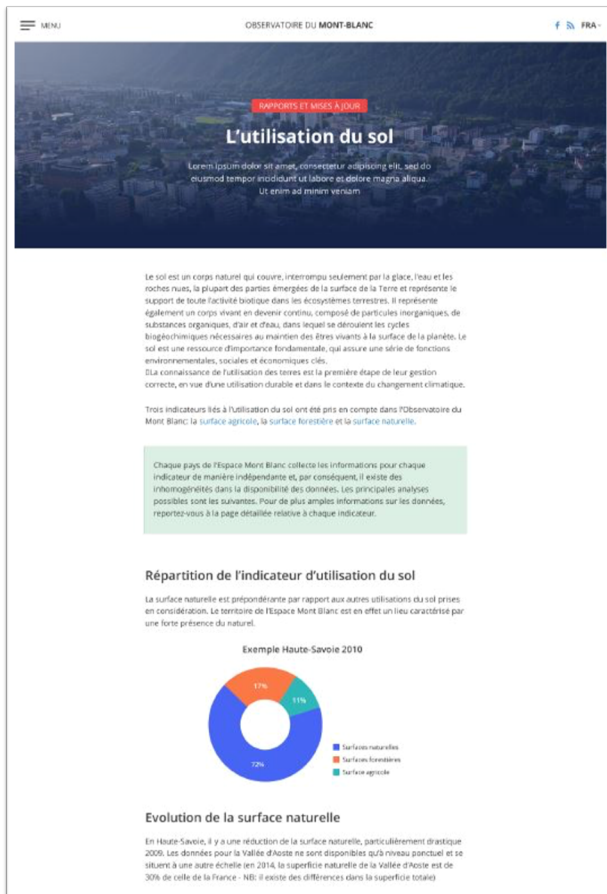 MENU
OBSERVATOIRE DU MONT-BLANC
FRA
RAPPORTS ET MISES À JOUR
L'utilisation du sol
Lorem ipsum dolor sit amet, consectetur adipiscing elit, sed do
eiusmod tempor incididunt ut labore et dolore magna aliqua.
Ut enim ad minim veniam
Le sol est un corps naturel qui couvre, interrompu seulement par la glace, l'eau et les
roches nues, la plupart des parties émergées de la surface de la Terre et représente le
support de toute l'activité biotique dans les écosystèmes terrestres. Il représente
également un corps vivant en devenir continu, composé de particules inorganiques, de
substances organiques, d'air et d'eau, dans lequel se déroulent les cycles
biogéochimiques nécessaires au maintien des êtres vivants à la surface de la planète. Le
sol est une ressource d'importance fondamentale, qui assure une série de fonctions
environnementales, sociales et économiques clés.
▯La connaissance de l'utilisation des terres est la première étape de leur gestion
correcte, en vue d'une utilisation durable et dans le contexte du changement climatique.
Trois indicateurs liés à l'utilisation du sol ont été pris en compte dans l'Observatoire du
Mont Blanc: la surface agricole, la surface forestière et la surface naturelle.
Chaque pays de l'Espace Mont Blanc collecte les informations pour chaque
indicateur de manière indépendante et, par conséquent, il existe des
inhomogénéités dans la disponibilité des données. Les principales analyses
possibles sont les suivantes. Pour de plus amples informations sur les données,
reportez-vous à la page détaillée relative à chaque indicateur.
Répartition de l'indicateur d'utilisation du sol
La surface naturelle est prépondérante par rapport aux autres utilisations du sol prises
en considération. Le territoire de l'Espace Mont Blanc est en effet un lieu caractérisé par
une forte présence du naturel.
Exemple Haute-Savoie 2010
17%
11%
72%
Surfaces naturelles
Surfaces forestières
Surface agricole
Evolution de la surface naturelle
En Haute-Savoie, il y a une réduction de la surface naturelle, particulièrement drastique
2009. Les données pour la Vallée d'Aoste ne sont disponibles qu'à niveau ponctuel et se
situent à une autre échelle (en 2014, la superficie naturelle de la Vallée d'Aoste est de
30% de celle de la France - NB: il existe des différences dans la superficie totale)